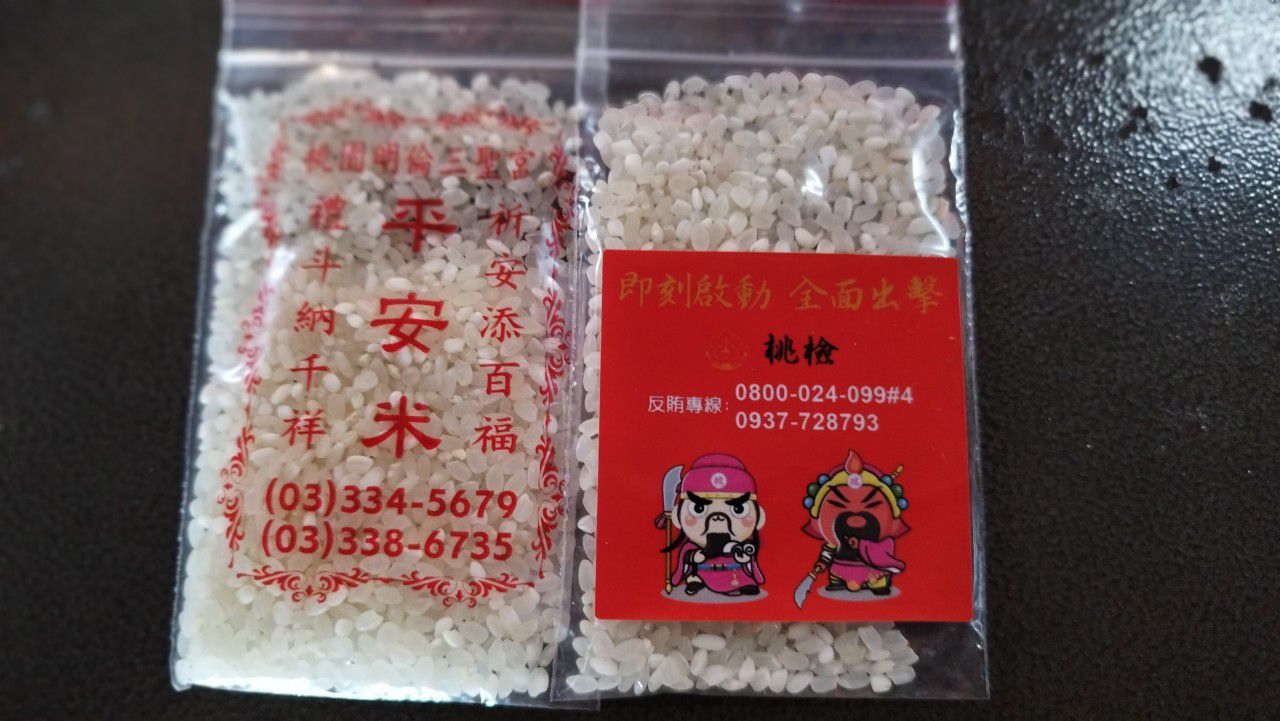 桃園明倫三聖宮
祈安添百福
平安米
禮斗納千祥
(03)334-5679
(03)338-6735
即刻啟動 全面出擊
桃檢
反賄專線:
0800-024-099#4
0937-728793